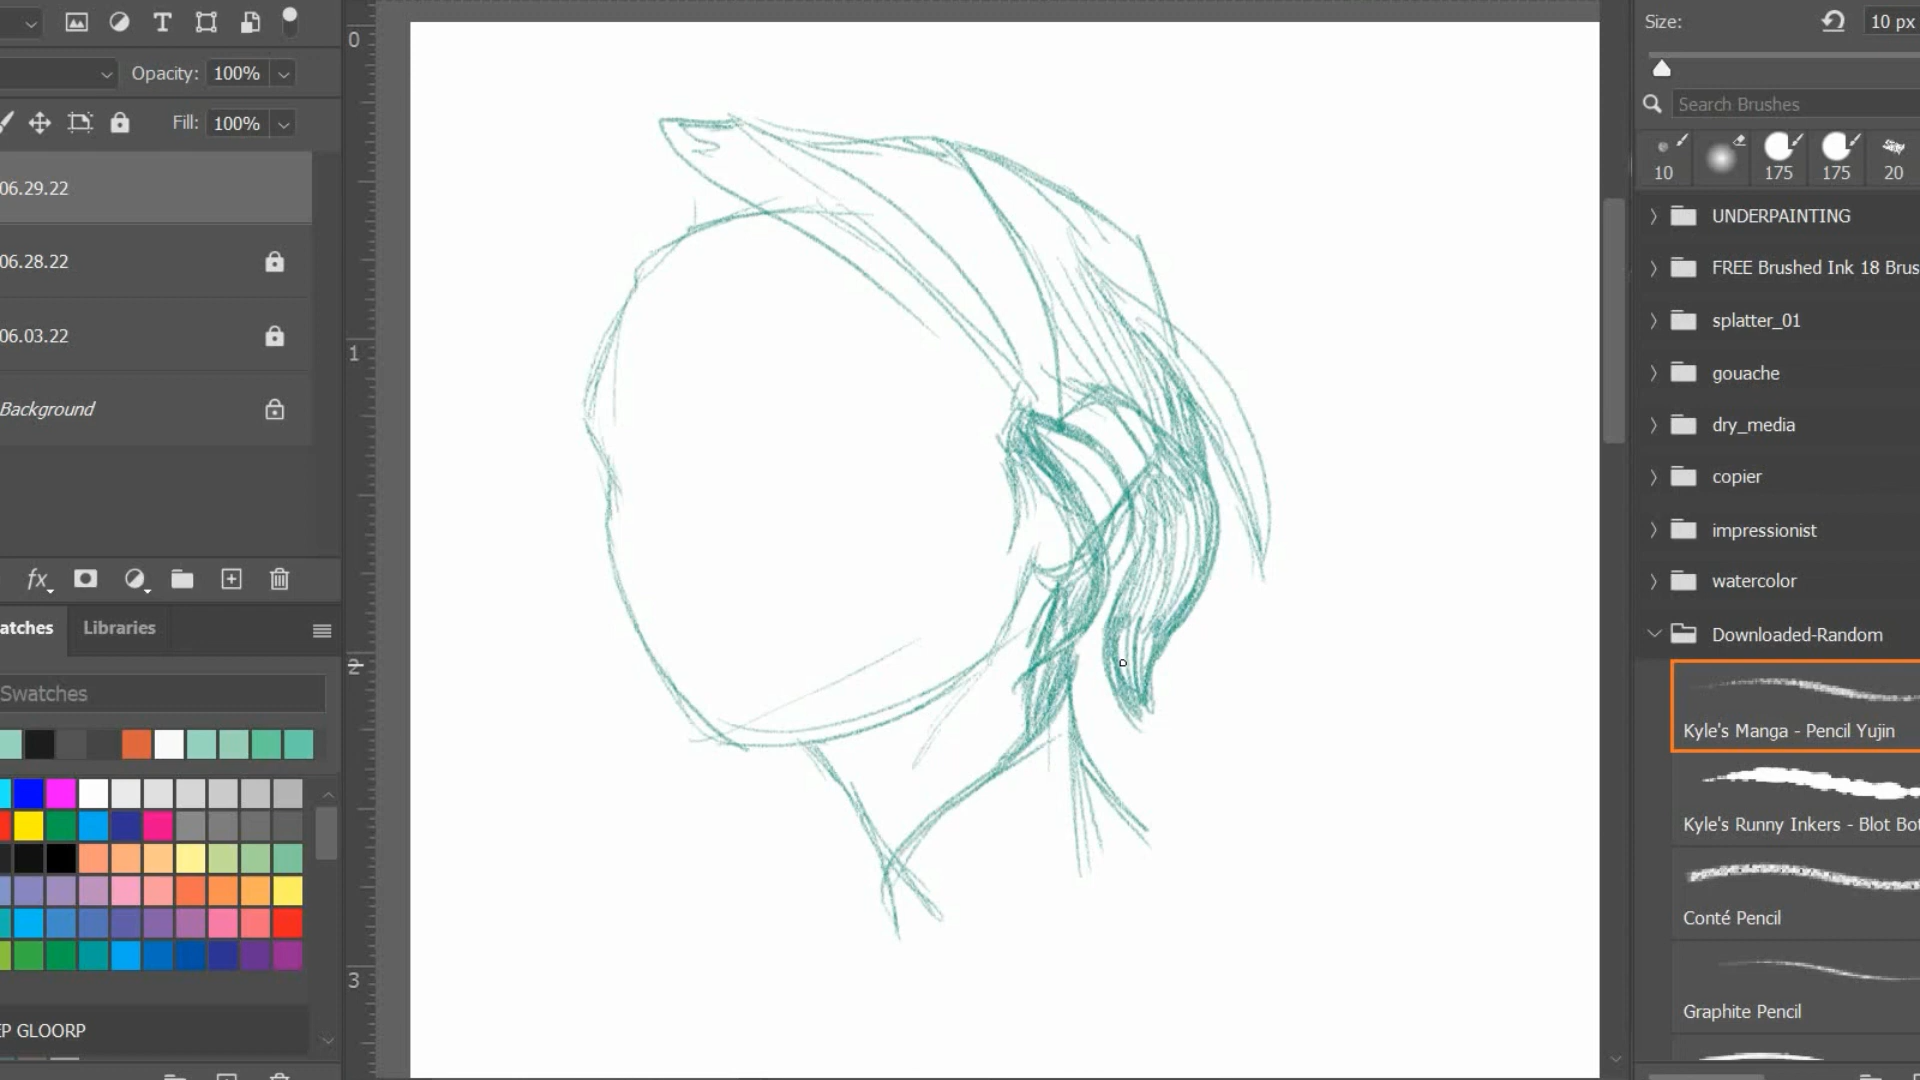 T
Opacity: 100%
Fill: 100%
06.29.22
06.28.22
06.03.22
Background
fx
atches Libraries
Swatches
EP GLOORP
0
1
2
3
Size: 10 px
Search Brushes
10 175 175 20
UNDERPAINTING
FREE Brushed Ink 18 Brus
splatter_01
gouache
dry_media
copier
impressionist
watercolor
Downloaded-Random
Kyle's Manga - Pencil Yujin
Kyle's Runny Inkers - Blot Bot
Conté Pencil
Graphite Pencil